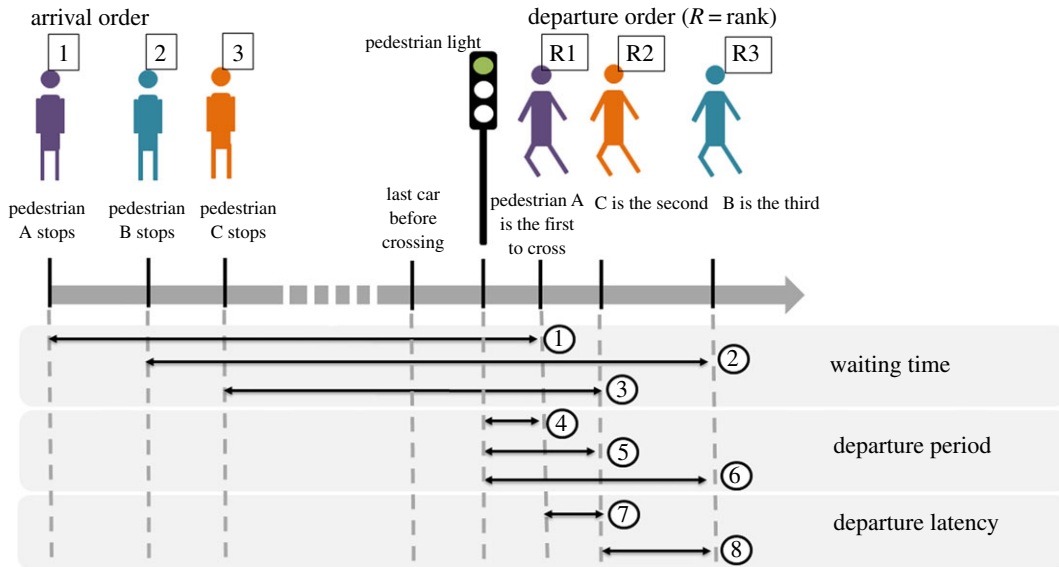 arrival order
departure order (R = rank)
1
2
3
pedestrian light
R1
R2
R3
pedestrian
A stops
pedestrian
B stops
pedestrian
C stops
last car
before
crossing
pedestrian A
is the first
to cross
C is the second
B is the third
1
2
3
waiting time
4
5
6
departure period
7
8
departure latency